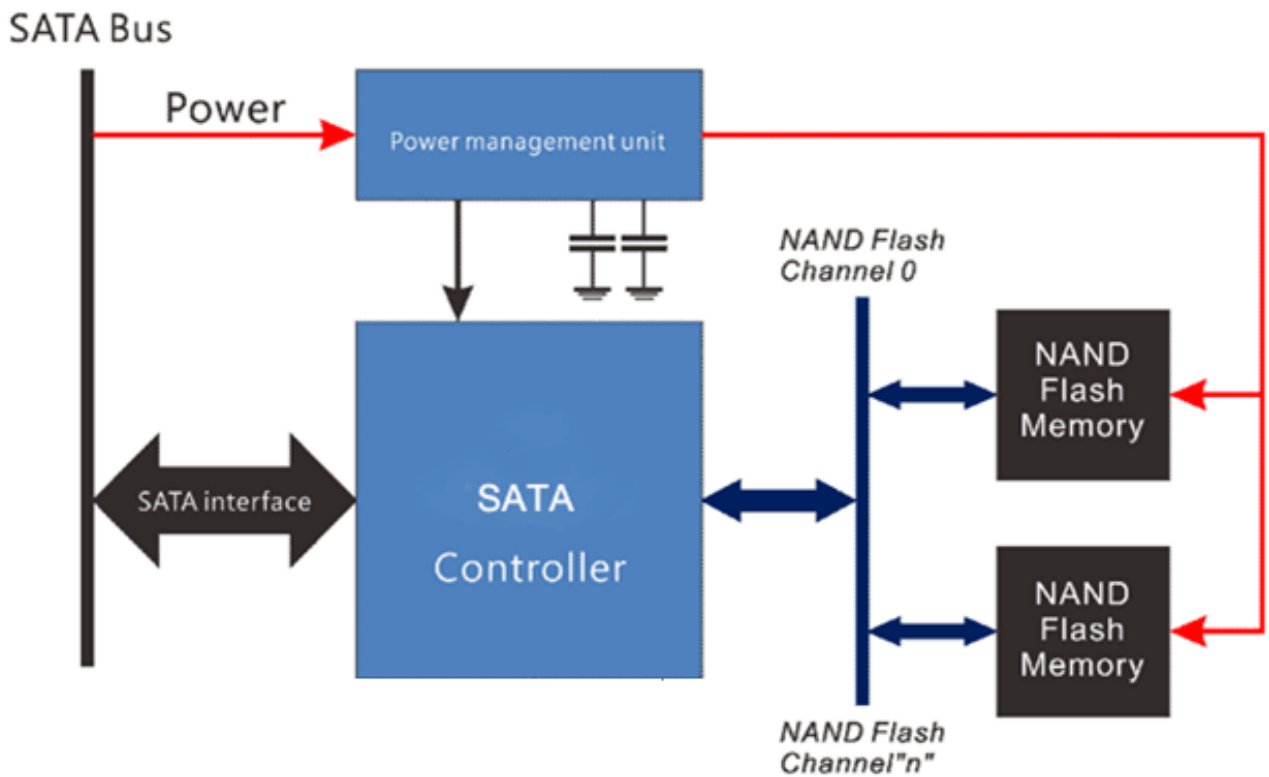 SATA Bus
Power
Power management unit
NAND Flash
Channel 0
NAND
Flash
Memory
SATA interface
SATA
Controller
NAND
Flash
Memory
NAND Flash
Channel"n"